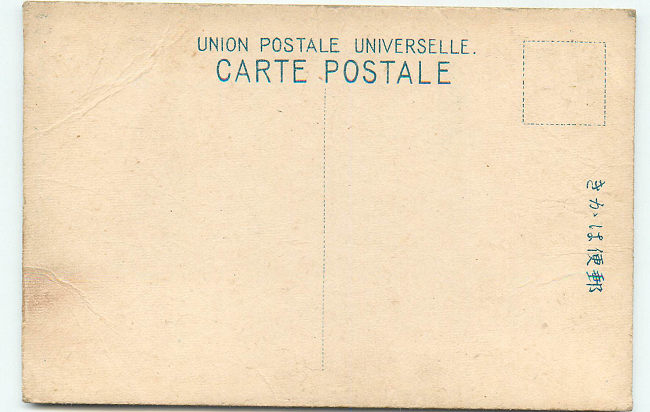 UNION POSTALE UNIVERSELLE.
CARTE POSTALE
郵便はかき